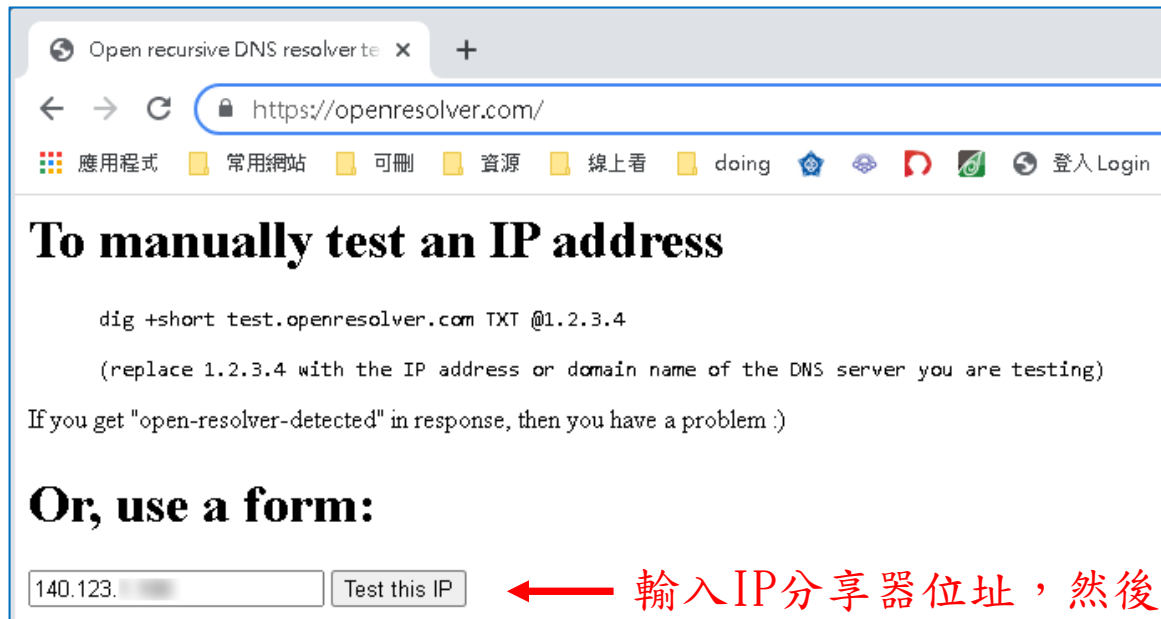 Open recursive DNS resolver te
https://openresolver.com/
應用程式 常用網站 可刪 資源 線上看 doing 登入 Login
To manually test an IP address
dig +short test.openresolver.com TXT @1.2.3.4
(replace 1.2.3.4 with the IP address or domain name of the DNS server you are testing)
If you get "open-resolver-detected" in response, then you have a problem :)
Or, use a form:
140.123. Test this IP 輸入IP分享器位址,然後